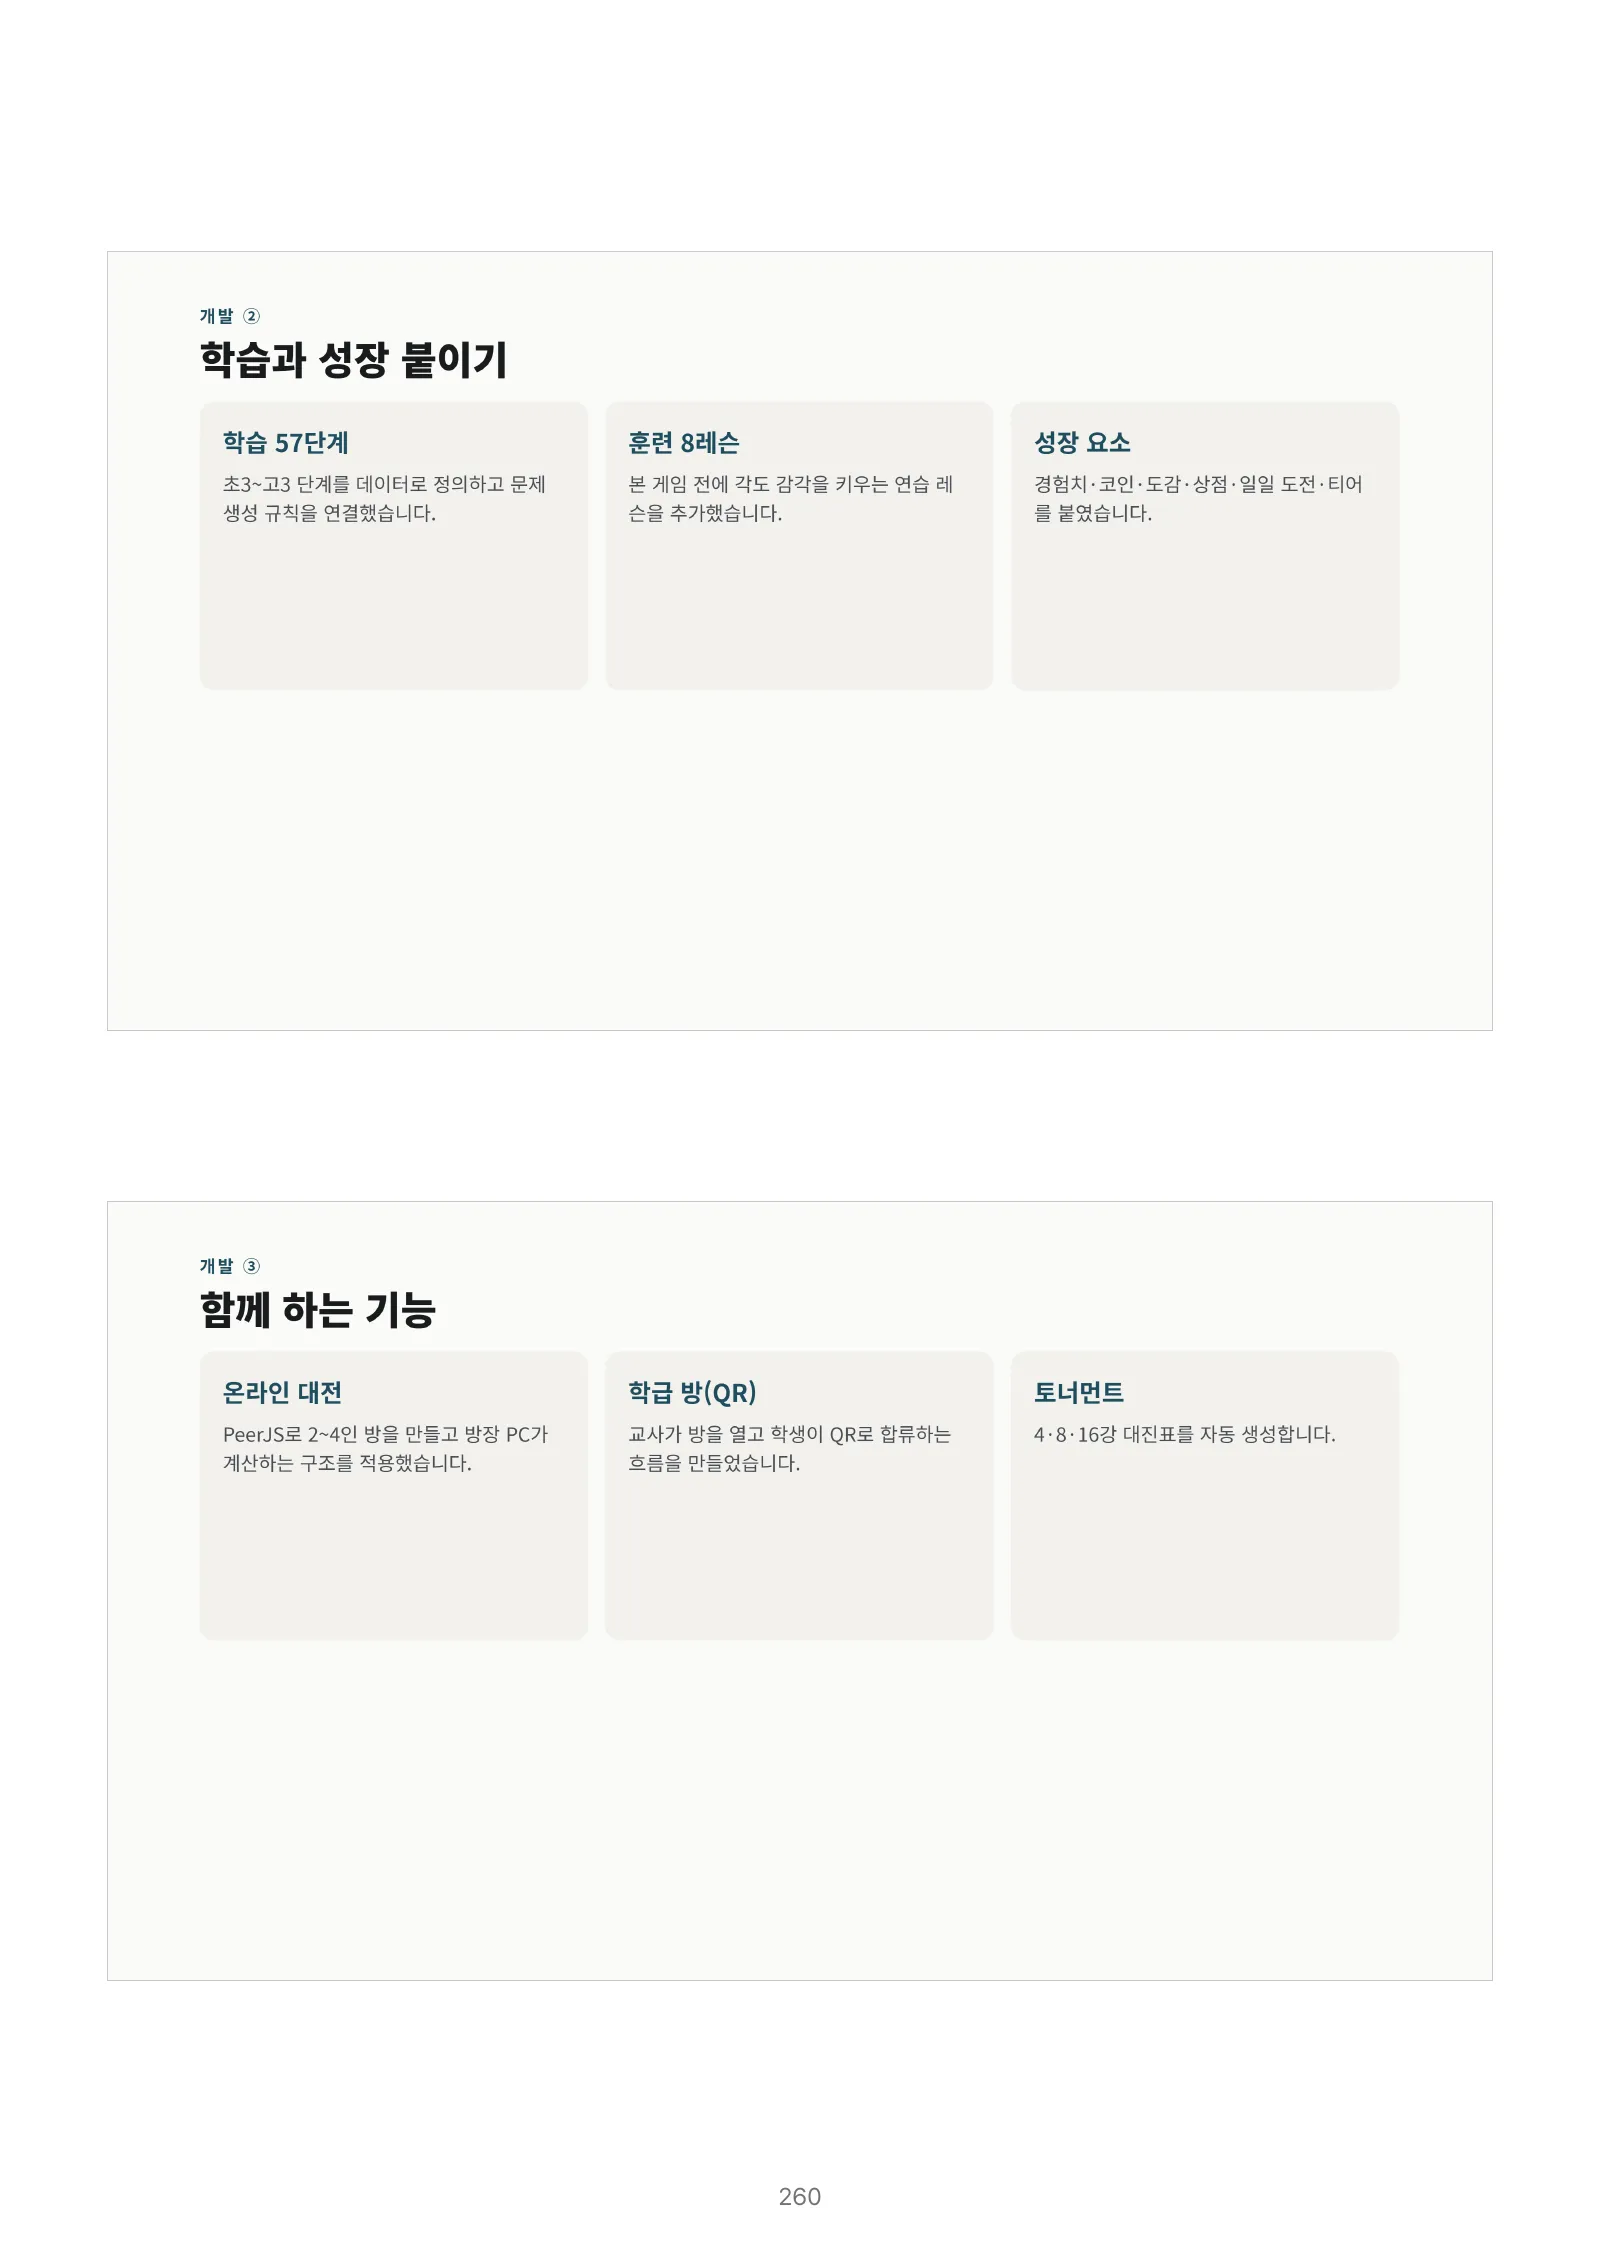 개발 ②
학습과 성장 붙이기
학습 57단계
초3~고3 단계를 데이터로 정의하고 문제
생성 규칙을 연결했습니다.
훈련 8레슨
본 게임 전에 각도 감각을 키우는 연습 레
슨을 추가했습니다.
성장 요소
경험치·코인·도감·상점·일일 도전·티어
를 붙였습니다.
개발 ③
함께 하는 기능
온라인 대전
PeerJS로 2~4인 방을 만들고 방장 PC가
계산하는 구조를 적용했습니다.
학급 방(QR)
교사가 방을 열고 학생이 QR로 합류하는
흐름을 만들었습니다.
토너먼트
4·8·16강 대진표를 자동 생성합니다.
260